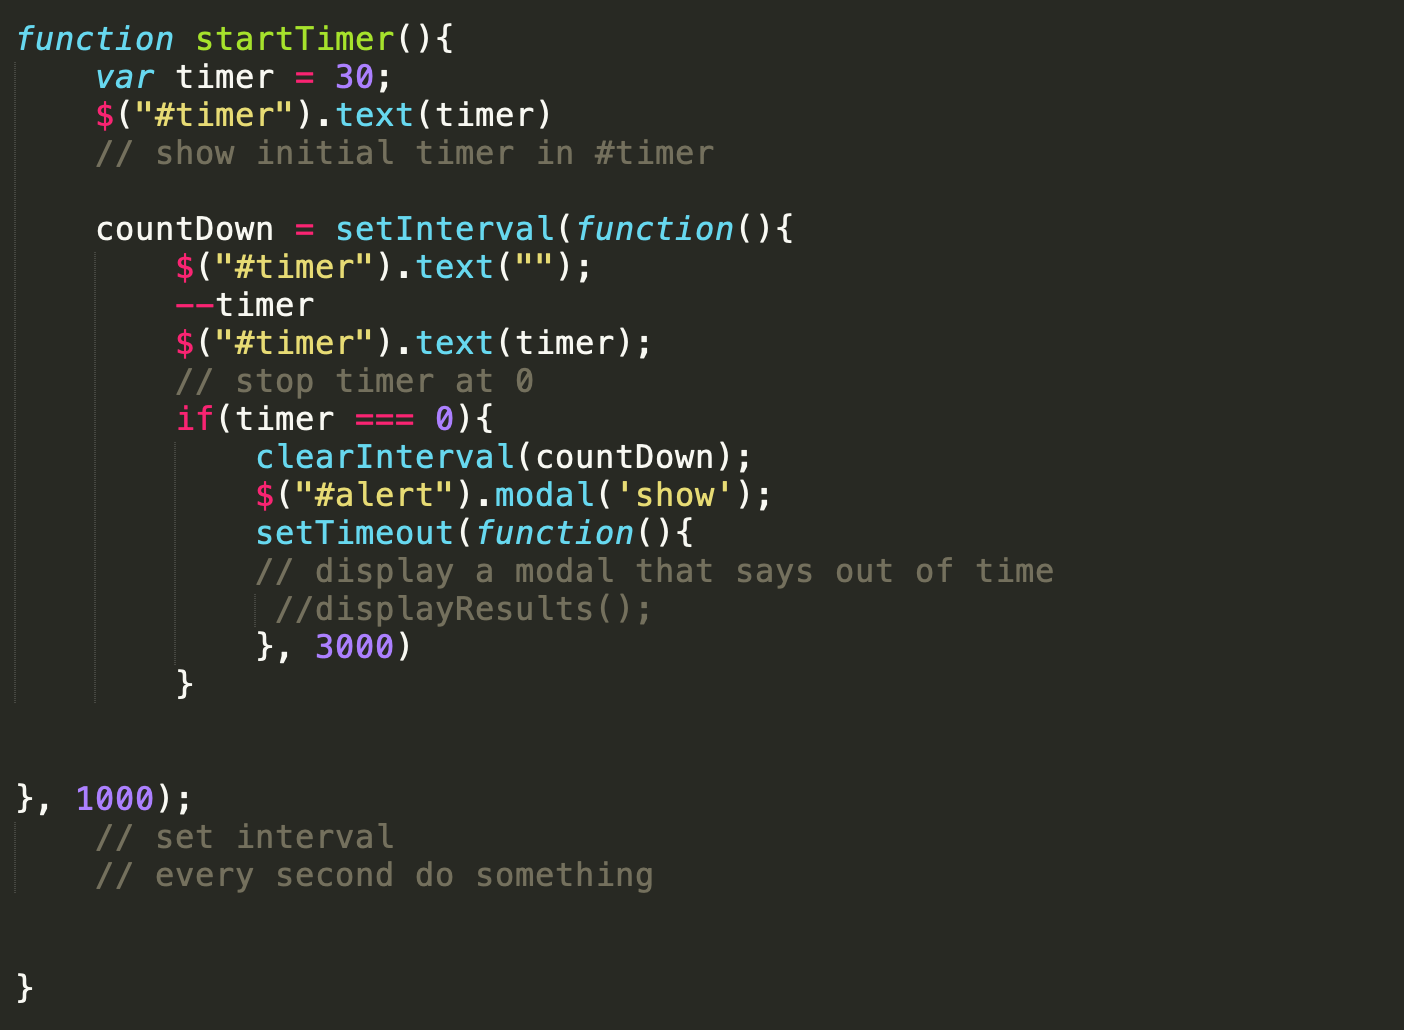 function startTimer(){
    var timer = 30;
    $("#timer").text(timer)
    // show initial timer in #timer

    countDown = setInterval(function(){
        $("#timer").text("");
        --timer
        $("#timer").text(timer);
        // stop timer at 0
        if(timer === 0){
            clearInterval(countDown);
            $("#alert").modal('show');
            setTimeout(function(){
            // display a modal that says out of time
             //displayResults();
            }, 3000)
        }


}, 1000);
    // set interval
    // every second do something


}